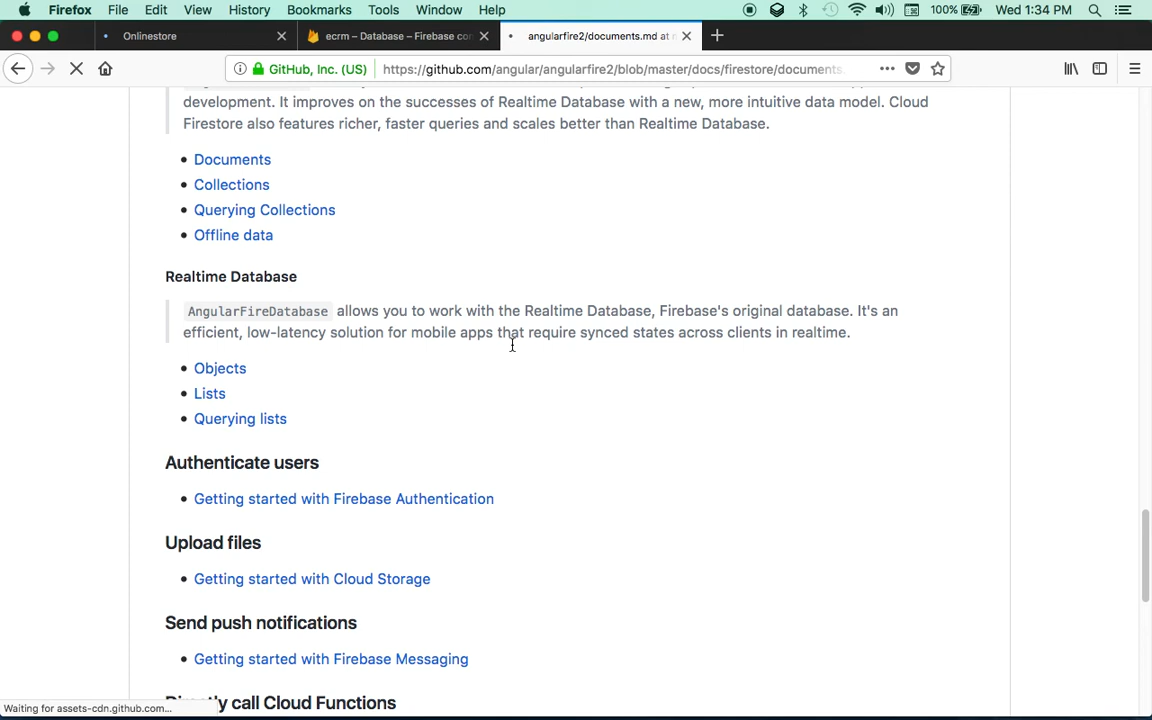 Firefox File Edit View History Bookmarks Tools Window Help 100% Wed 1:34 PM
Onlinestore ecrm – Database – Firebase con angularfire2/documents.md at
GitHub, Inc. (US) https://github.com/angular/angularfire2/blob/master/docs/firestore/documents.
development. It improves on the successes of Realtime Database with a new, more intuitive data model. Cloud
Firestore also features richer, faster queries and scales better than Realtime Database.
• Documents
• Collections
• Querying Collections
• Offline data
Realtime Database
AngularFireDatabase allows you to work with the Realtime Database, Firebase's original database. It's an
efficient, low-latency solution for mobile apps that require synced states across clients in realtime.
• Objects
• Lists
• Querying lists
Authenticate users
• Getting started with Firebase Authentication
Upload files
• Getting started with Cloud Storage
Send push notifications
• Getting started with Firebase Messaging
Directly call Cloud Functions
Waiting for assets-cdn.github.com...